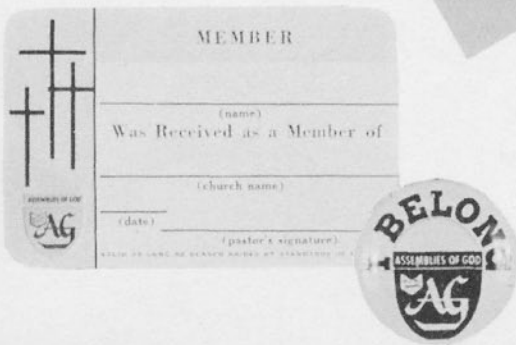 MEMBER
(name)
Was Received as a Member of
(church name)
(date)
(pastor's signature)
ASSEMBLIES OF GOD
AG
I BELONG
ASSEMBLIES OF GOD
AG